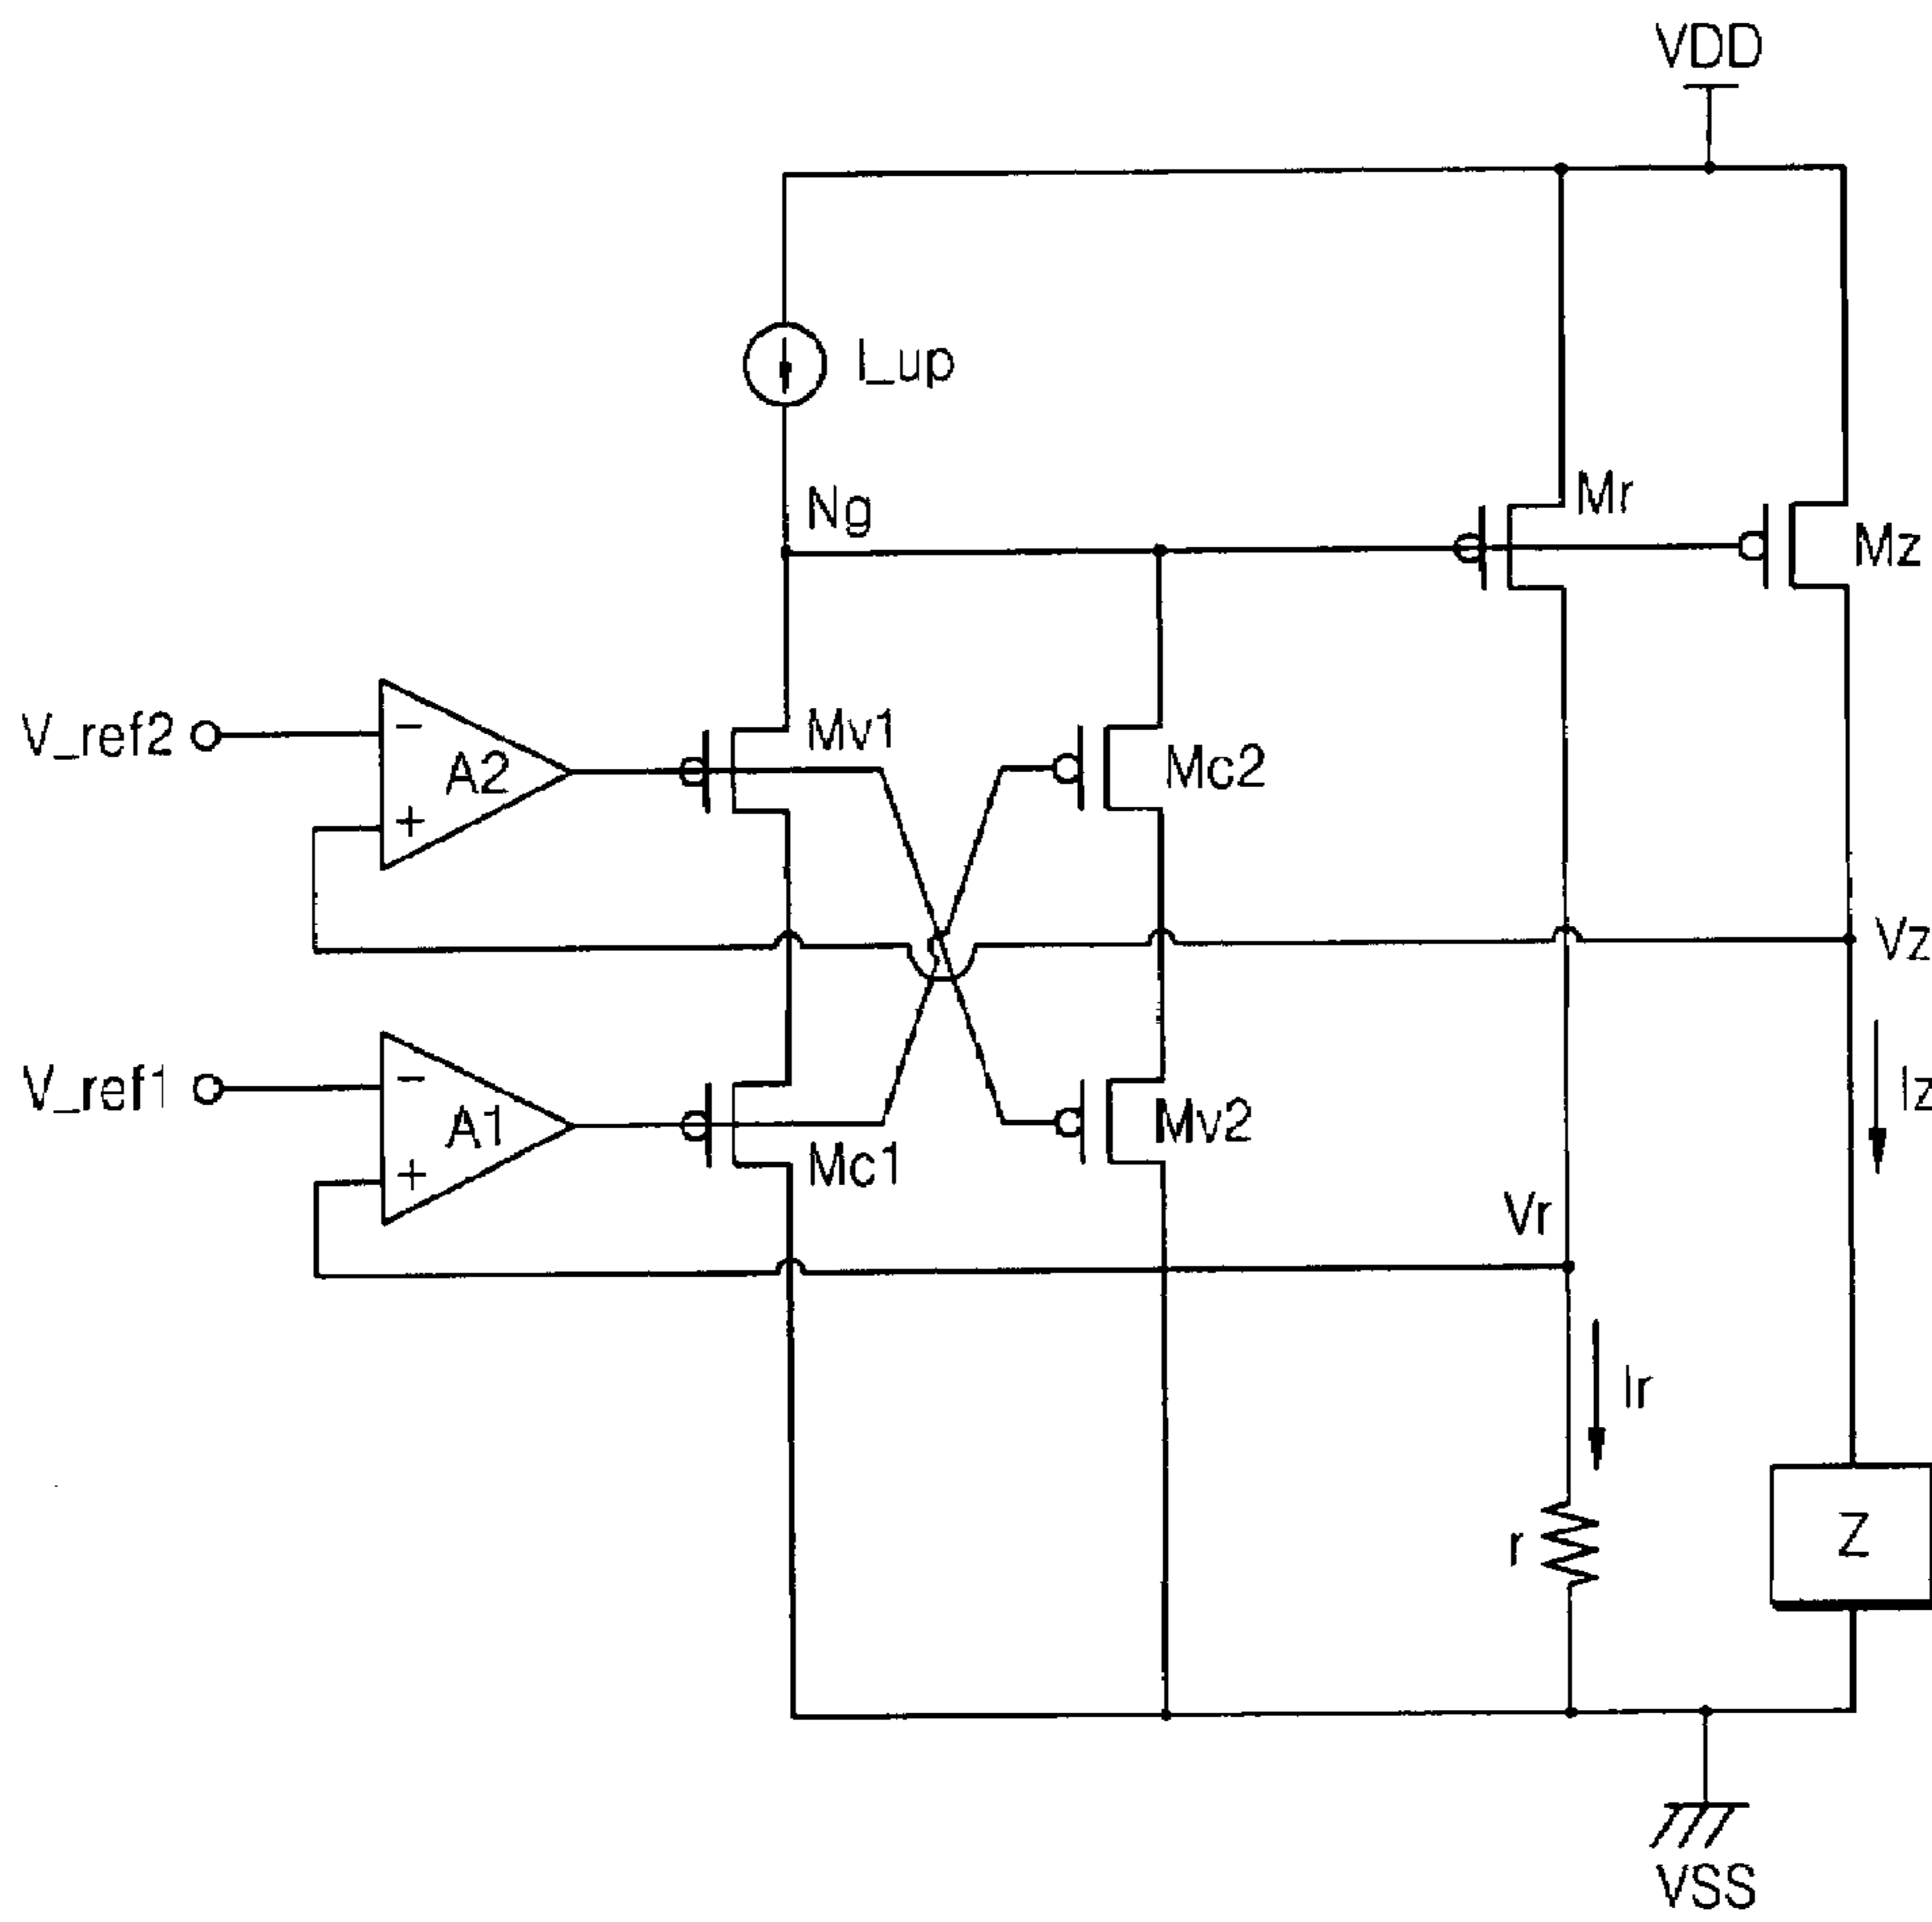 VDD
I_up
Ng
Mr
Mz
V_ref2
−
A2
+
Mv1
Mc2
Vz
V_ref1
−
A1
+
Mc1
Mv2
Iz
Vr
Ir
r
Z
VSS